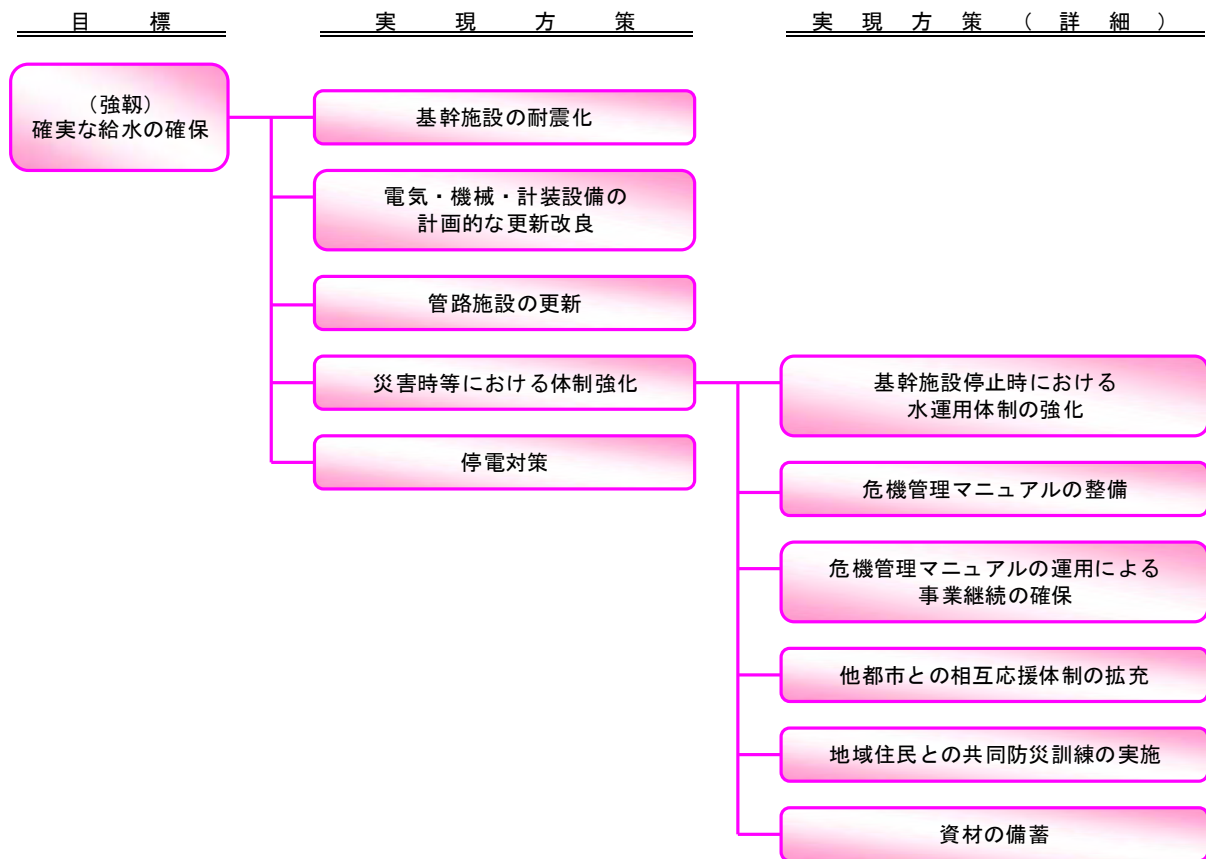 目標
実現方策
実現方策（詳細）
（強靱）
確実な給水の確保
基幹施設の耐震化
電気・機械・計装設備の
計画的な更新改良
管路施設の更新
災害時等における体制強化
停電対策
基幹施設停止時における
水運用体制の強化
危機管理マニュアルの整備
危機管理マニュアルの運用による
事業継続の確保
他都市との相互応援体制の拡充
地域住民との共同防災訓練の実施
資材の備蓄